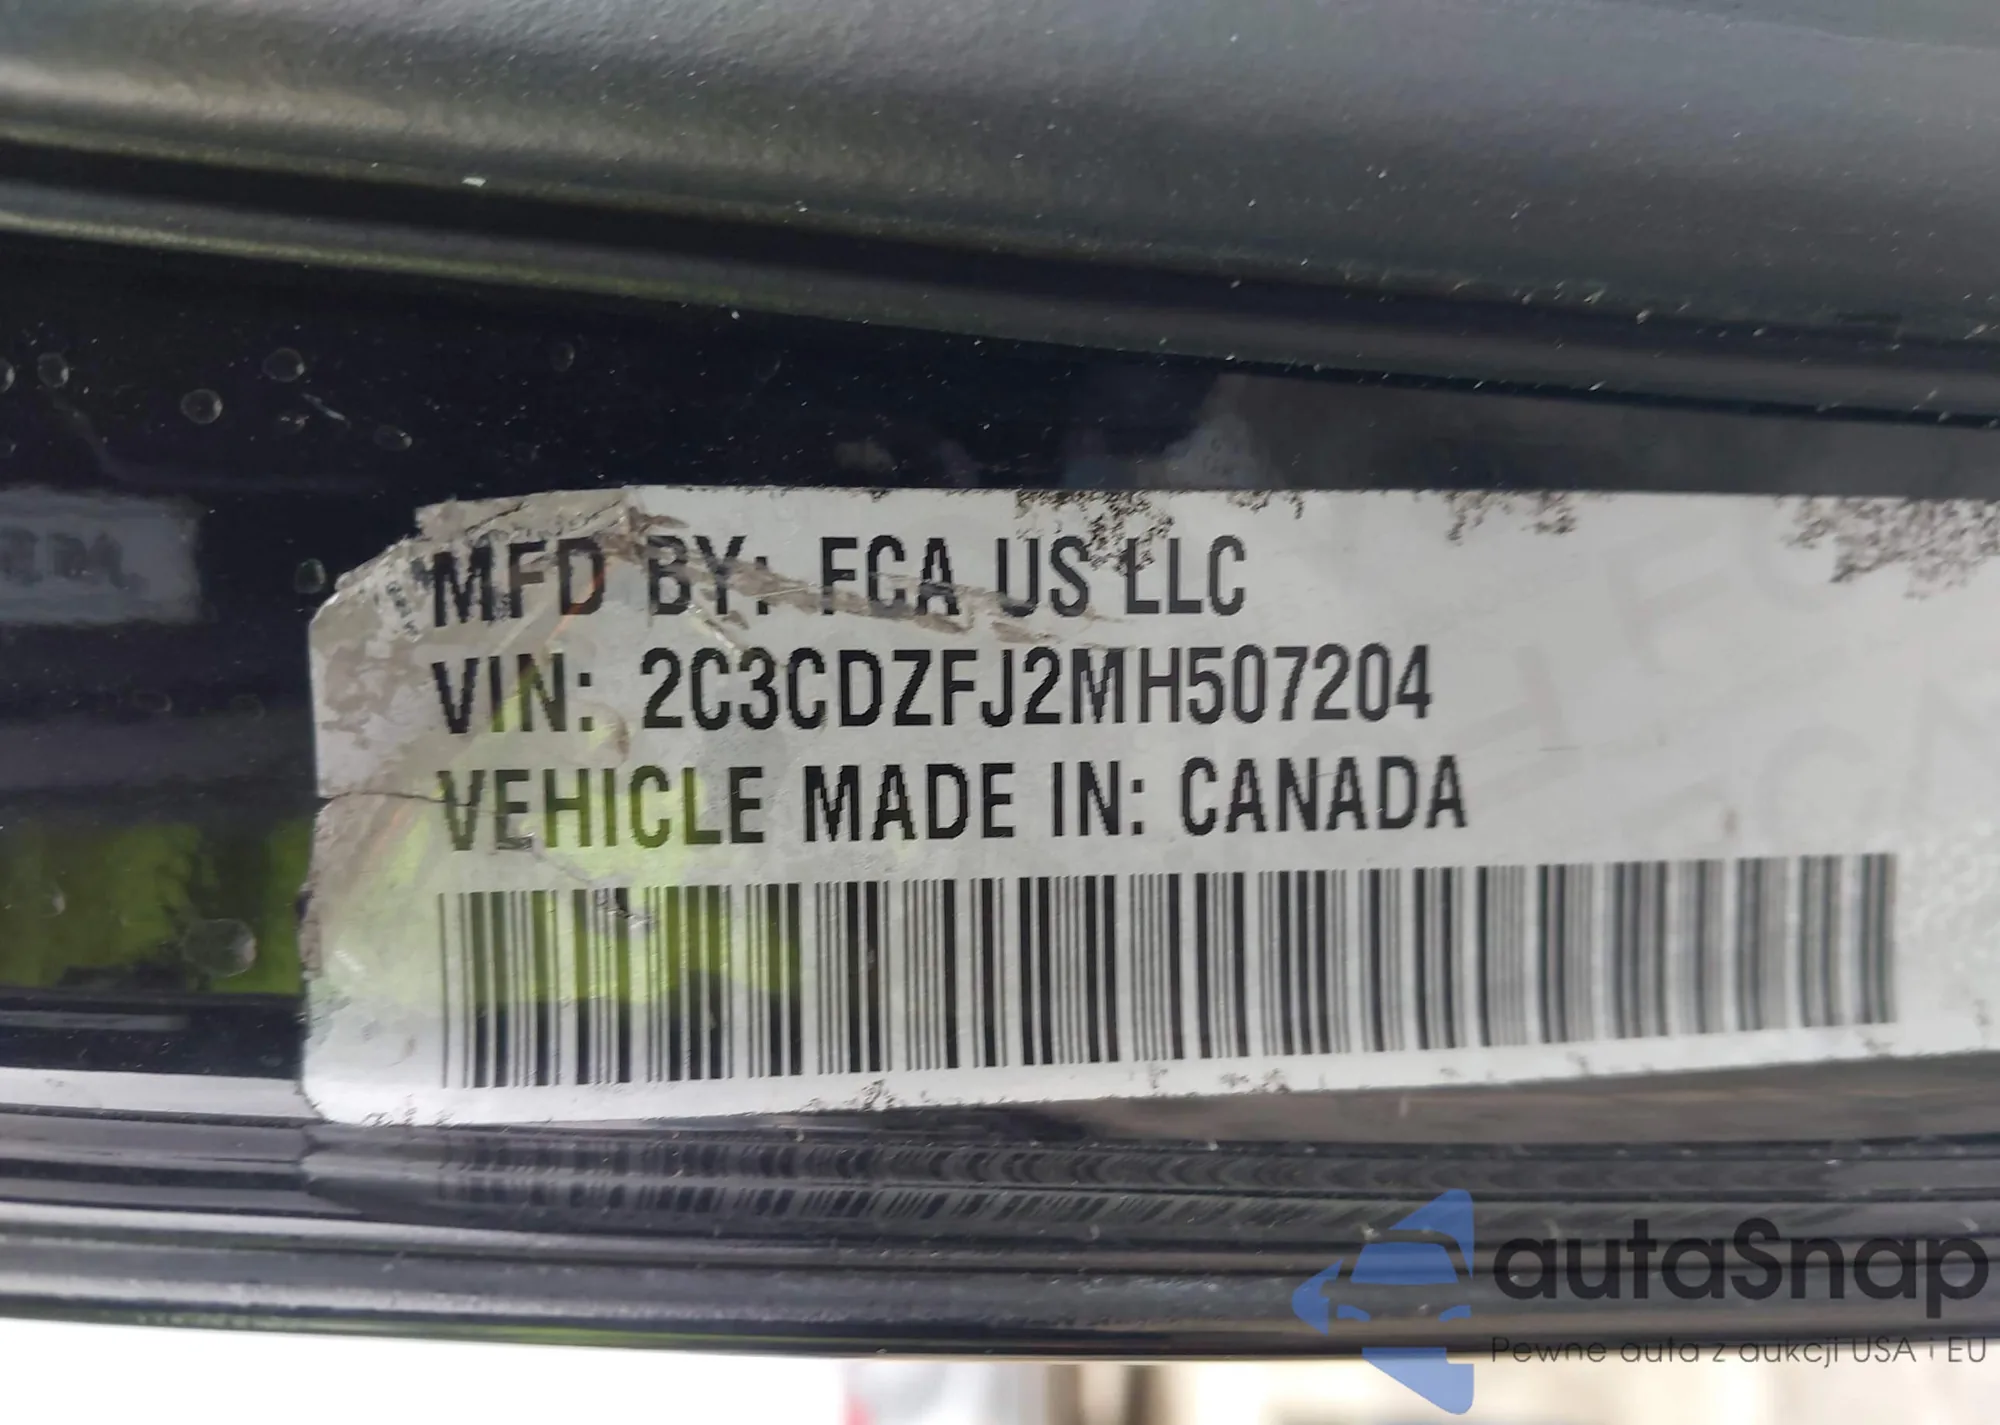 MFD BY: FCA US LLC
VIN: 2C3CDZFJ2MH507204
VEHICLE MADE IN: CANADA
autaSnap
Pewne auta z aukcji USA i EU